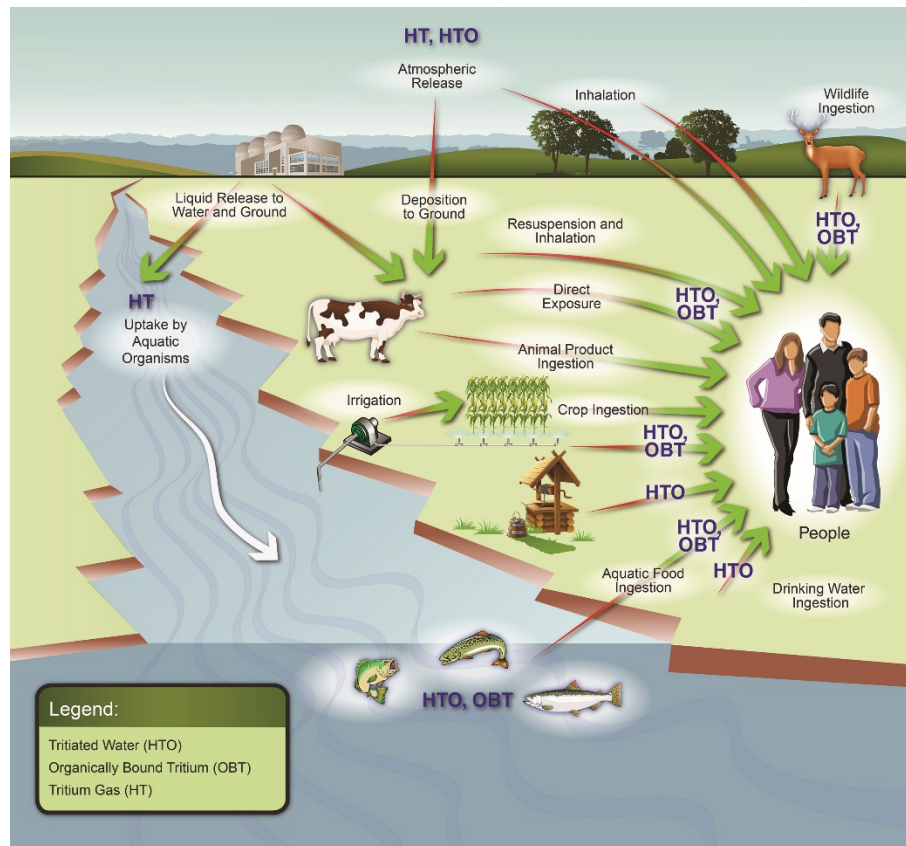 HT, HTO
Atmospheric
Release
Inhalation
Wildlife
Ingestion
Liquid Release to
Water and Ground
Deposition
to Ground
Resuspension and
Inhalation
HTO,
OBT
HT
Uptake by
Aquatic
Organisms
Direct
Exposure
HTO,
OBT
Animal Product
Ingestion
Irrigation
Crop Ingestion
HTO,
OBT
HTO
People
HTO,
OBT
Aquatic Food
Ingestion
HTO
Drinking Water
Ingestion
HTO, OBT
Legend:
Tritiated Water (HTO)
Organically Bound Tritium (OBT)
Tritium Gas (HT)